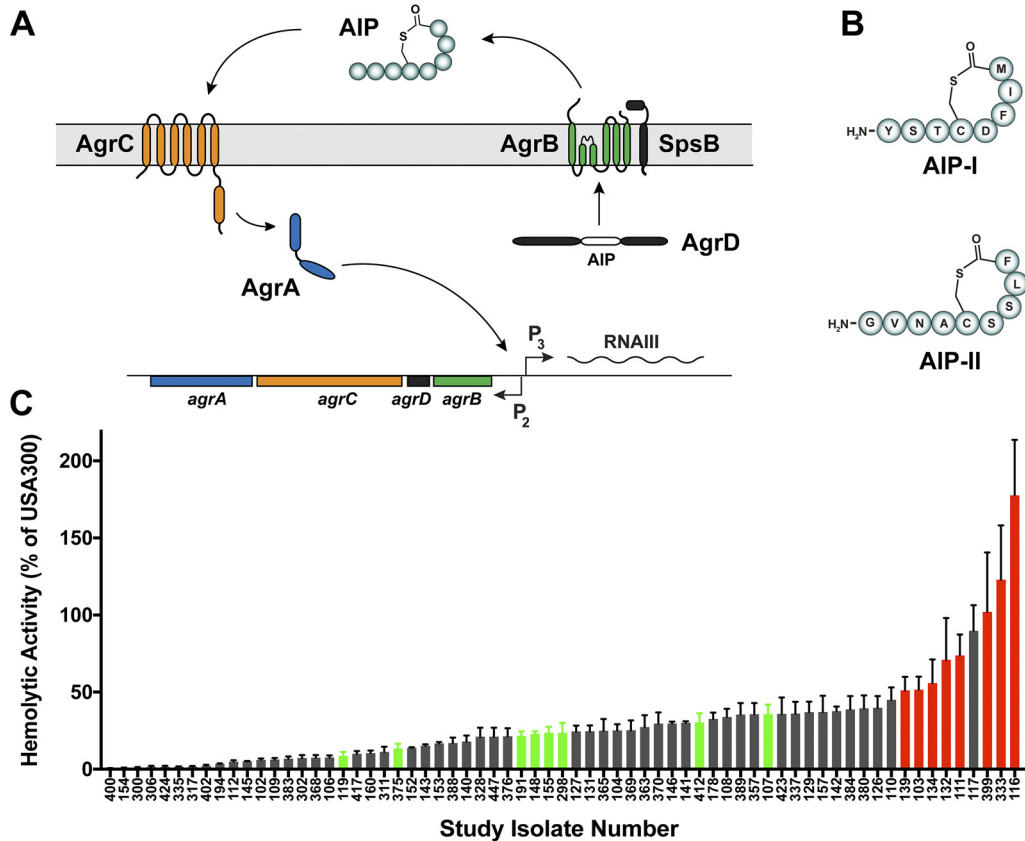 A
AIP
O
S
AgrC
AgrB
SpsB
AgrD
AIP
AgrA
P3
RNAIII
agrA
agrC
agrD
agrB
P2
B
O
S
M
I
F
H2N
Y S T C D
AIP-I
O
S
F
L
S
H2N
G V N A C S S
AIP-II
C
Hemolytic Activity (% of USA300)
200
150
100
50
0
400 154 300 306 424 335 317 402 194 112 145 102 109 383 302 368 106 119 417 160 311 375 152 143 153 388 140 328 447 376 191 148 155 298 127 131 365 104 369 363 370 146 141 412 178 108 389 357 107 423 337 129 157 142 384 380 126 110 139 103 134 132 111 117 399 333 116
Study Isolate Number